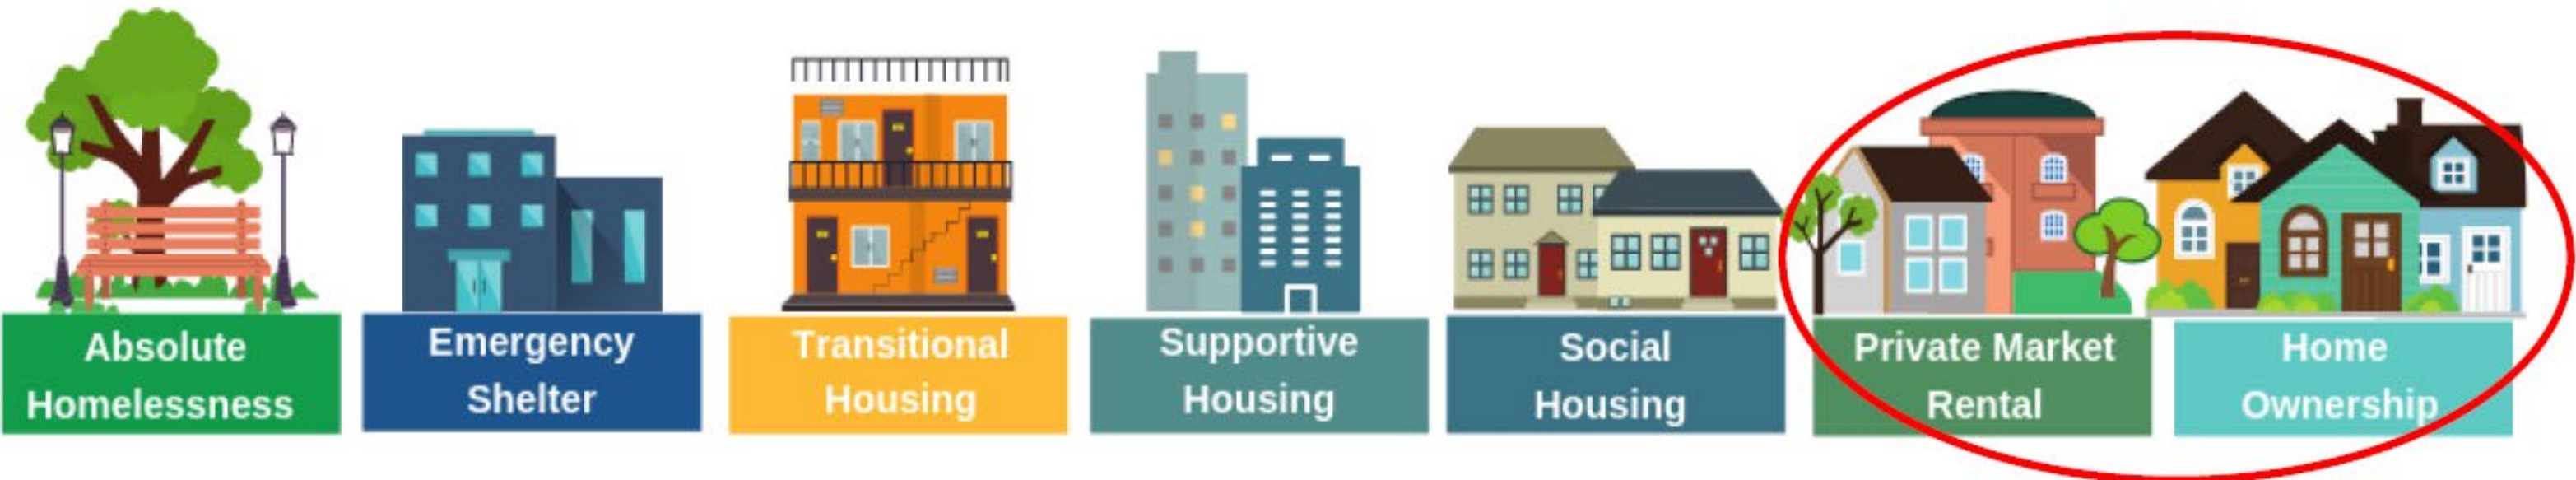 Absolute
Homelessness
Emergency
Shelter
Transitional
Housing
Supportive
Housing
Social
Housing
Private Market
Rental
Home
Ownership